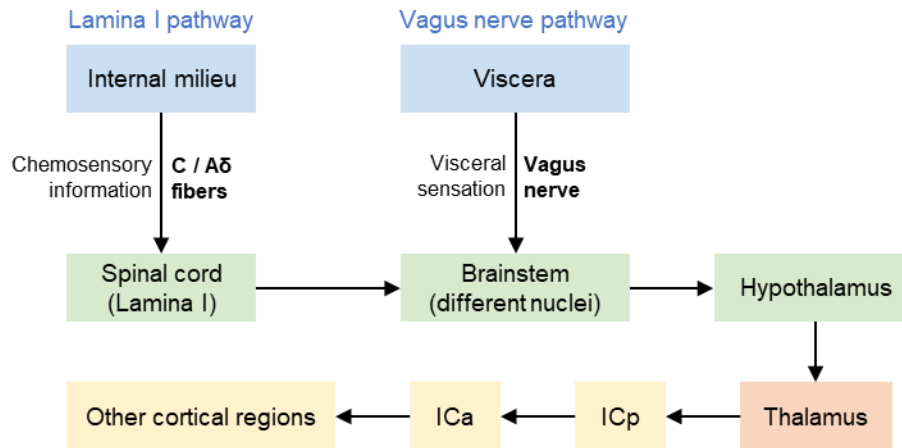 Lamina I pathway
Vagus nerve pathway
Internal milieu
Viscera
Chemosensory
information
C / Aδ
fibers
Visceral
sensation
Vagus
nerve
Spinal cord
(Lamina I)
Brainstem
(different nuclei)
Hypothalamus
Other cortical regions
ICa
ICp
Thalamus